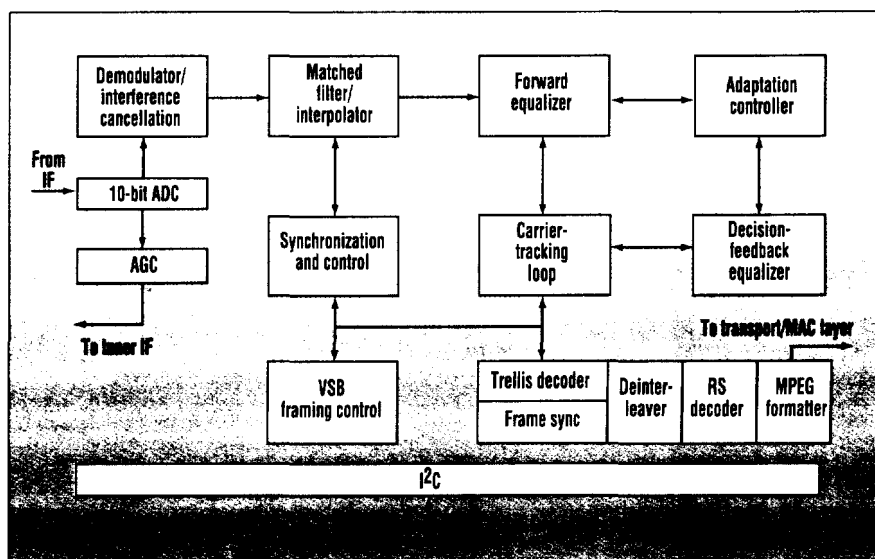 Demodulator/
interference
cancellation
Matched
filter/
interpolator
Forward
equalizer
Adaptation
controller
From
IF
10-bit ADC
AGC
Synchronization
and control
Carrier-
tracking
loop
Decision-
feedback
equalizer
To tuner IF
To transport/MAC layer
VSB
framing control
Trellis decoder
Frame sync
Deinter-
leaver
RS
decoder
MPEG
formatter
I²C